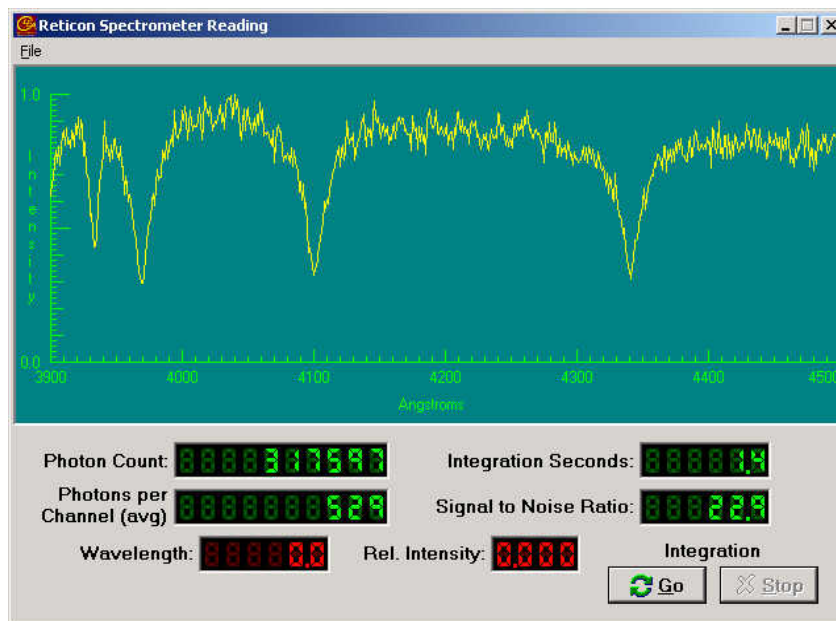 Reticon Spectrometer Reading
File
1.0
Intensity
0.0
3900 4000 4100 4200 4300 4400 4500
Angstroms
Photon Count: 317597 Integration Seconds: 1.4
Photons per
Channel (avg) 529 Signal to Noise Ratio: 22.9
Wavelength: 0.0 Rel. Intensity: 0.000 Integration
Go Stop